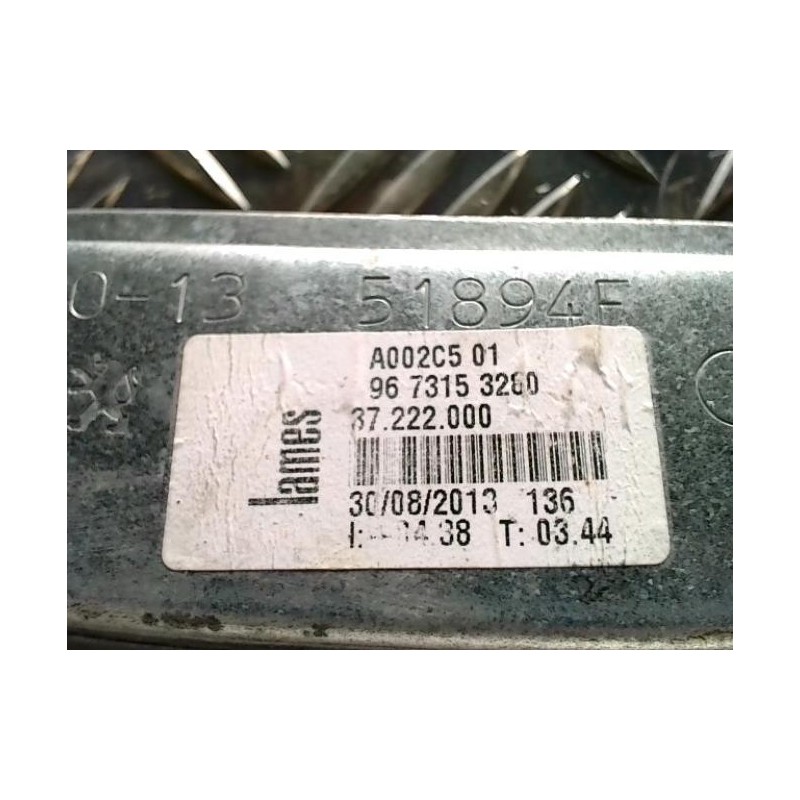 0-13 51894F
A002C5 01
96 7315 3280
37.222.000
lames
30/08/2013 136
T: 03.44